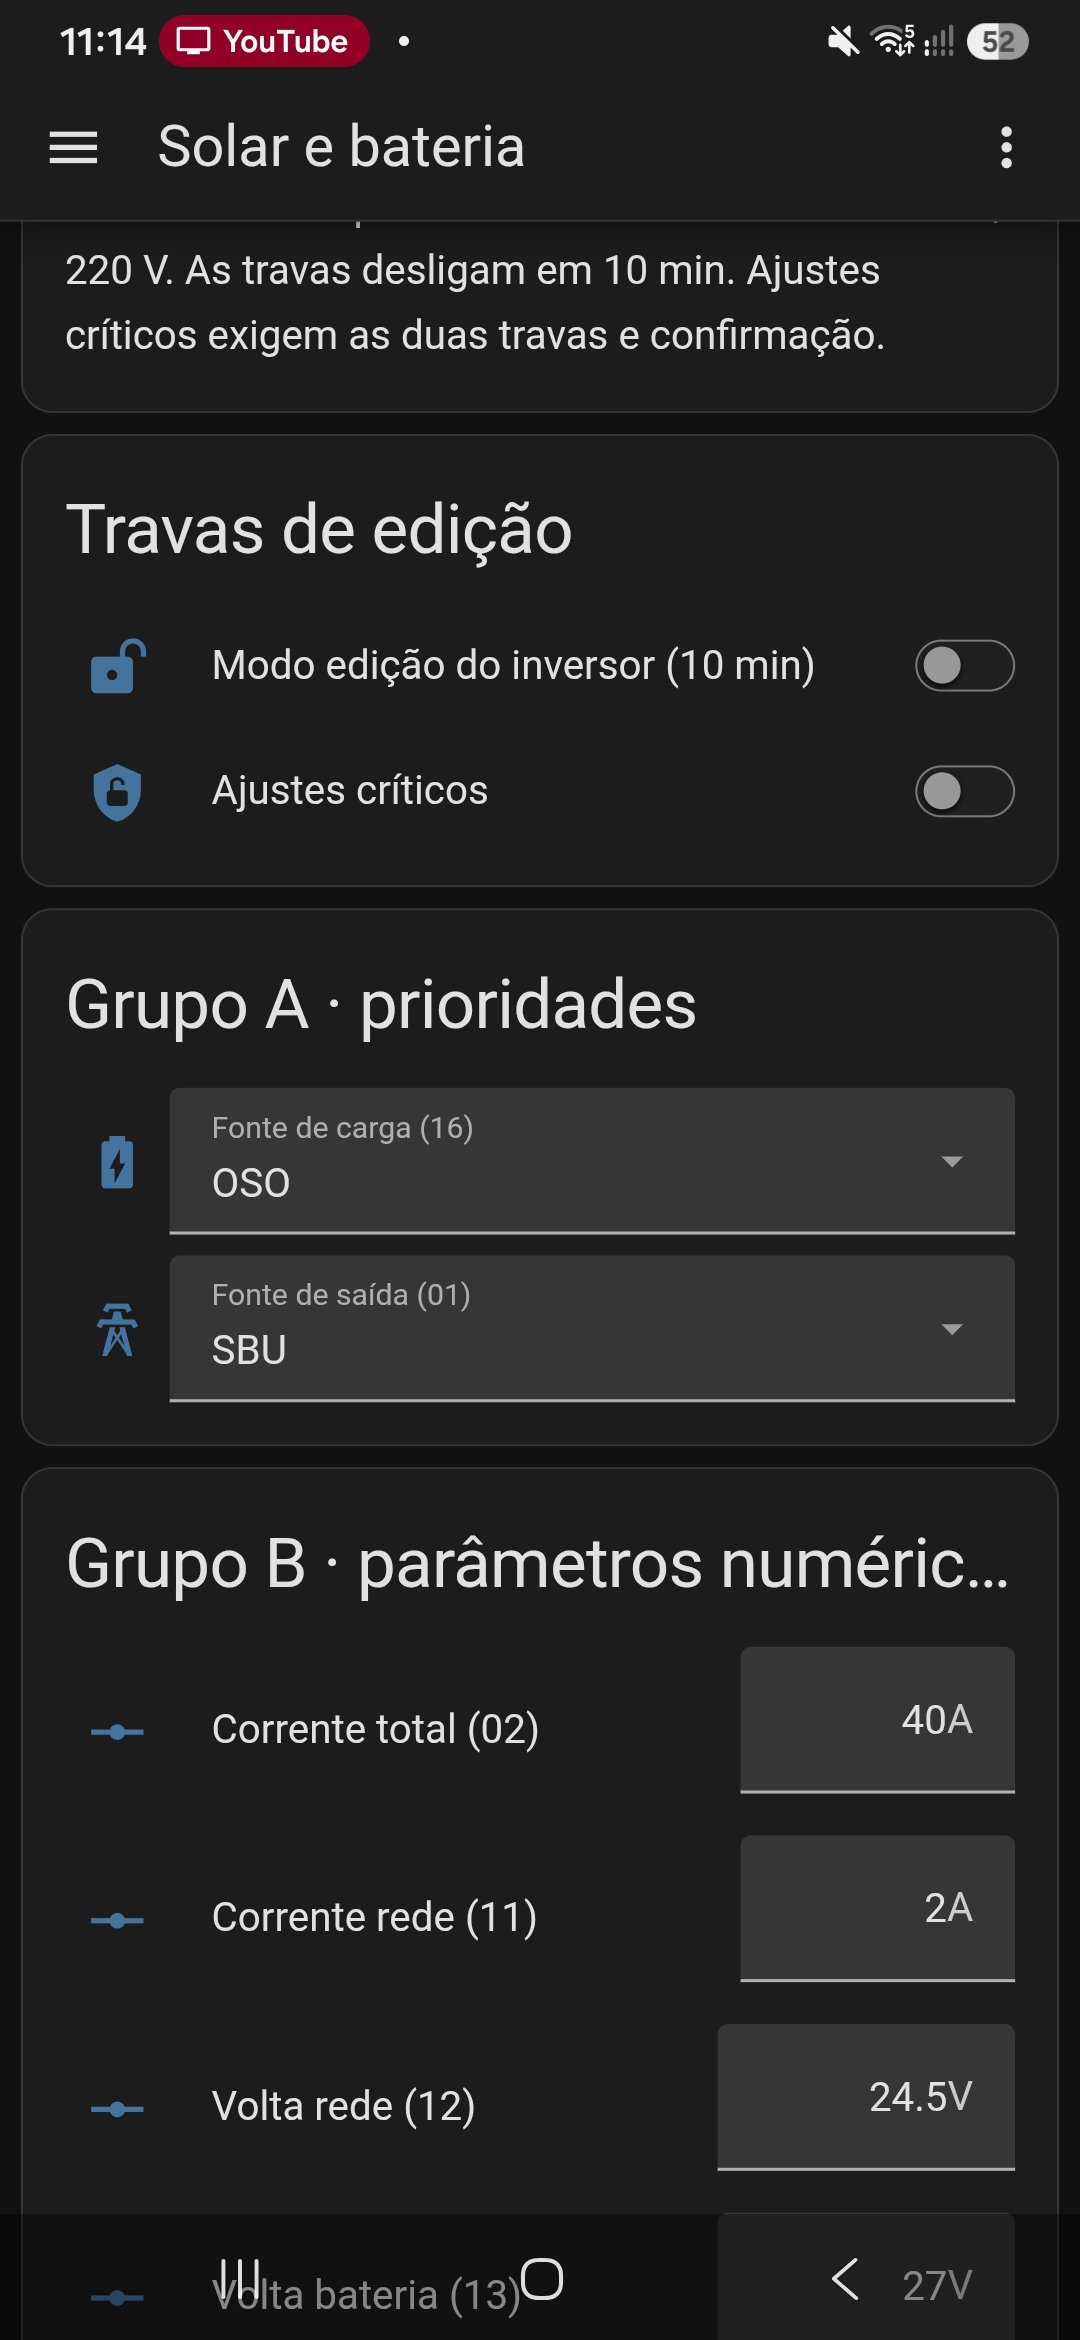 11:14 YouTube 5 52
Solar e bateria
220 V. As travas desligam em 10 min. Ajustes
críticos exigem as duas travas e confirmação.
Travas de edição
Modo edição do inversor (10 min)
Ajustes críticos
Grupo A · prioridades
Fonte de carga (16)
OSO
Fonte de saída (01)
SBU
Grupo B · parâmetros numéric...
Corrente total (02) 40A
Corrente rede (11) 2A
Volta rede (12) 24.5V
Volta bateria (13) 27V